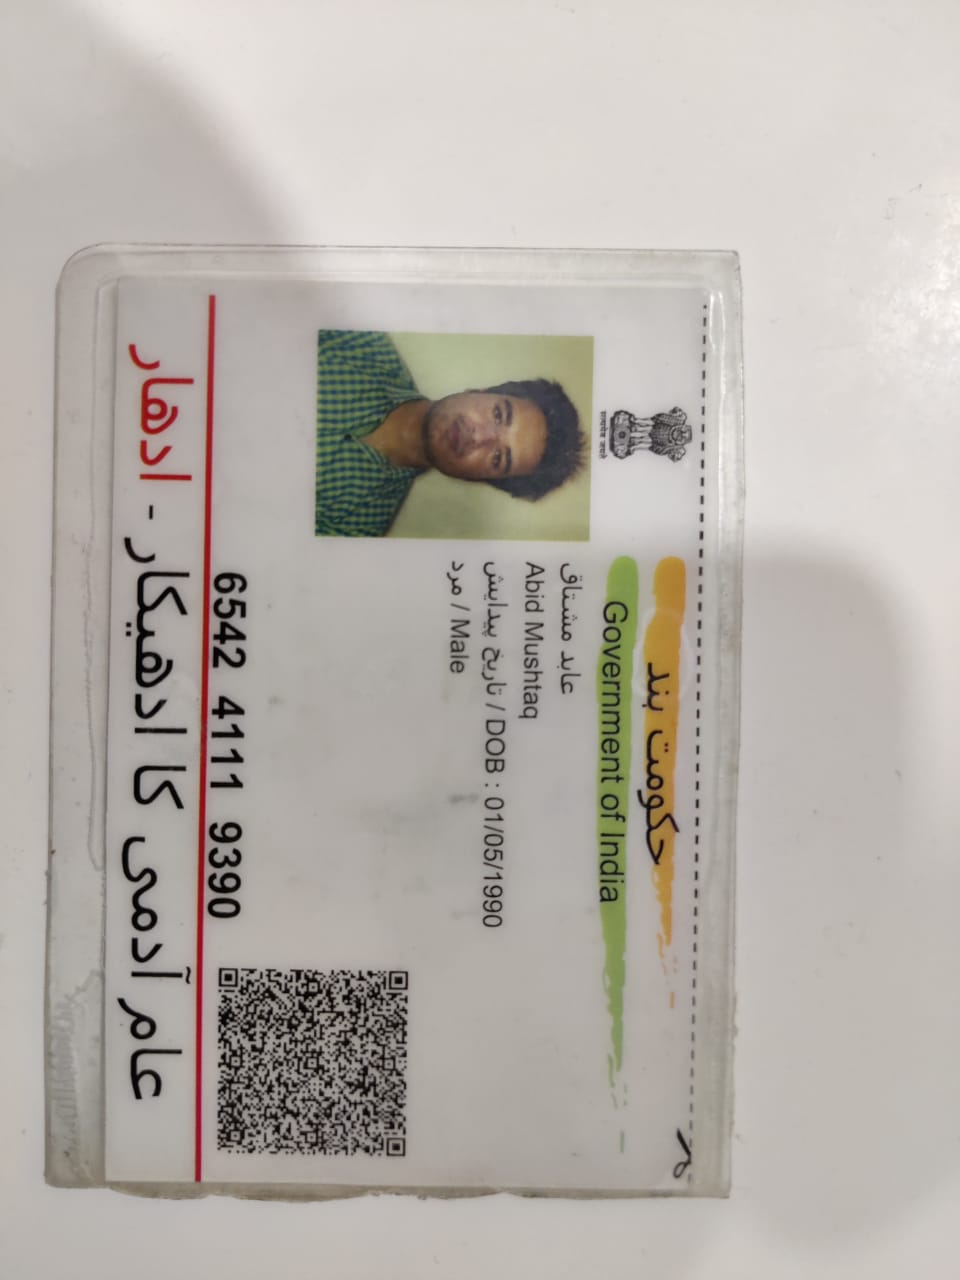 حکومت ہند
Government of India
सत्यमेव जयते
عابد مشتاق
Abid Mushtaq
تاریخ پیدایش / DOB : 01/05/1990
مرد / Male
6542 4111 9390
عام آدمی کا ادھیکار - ادھار